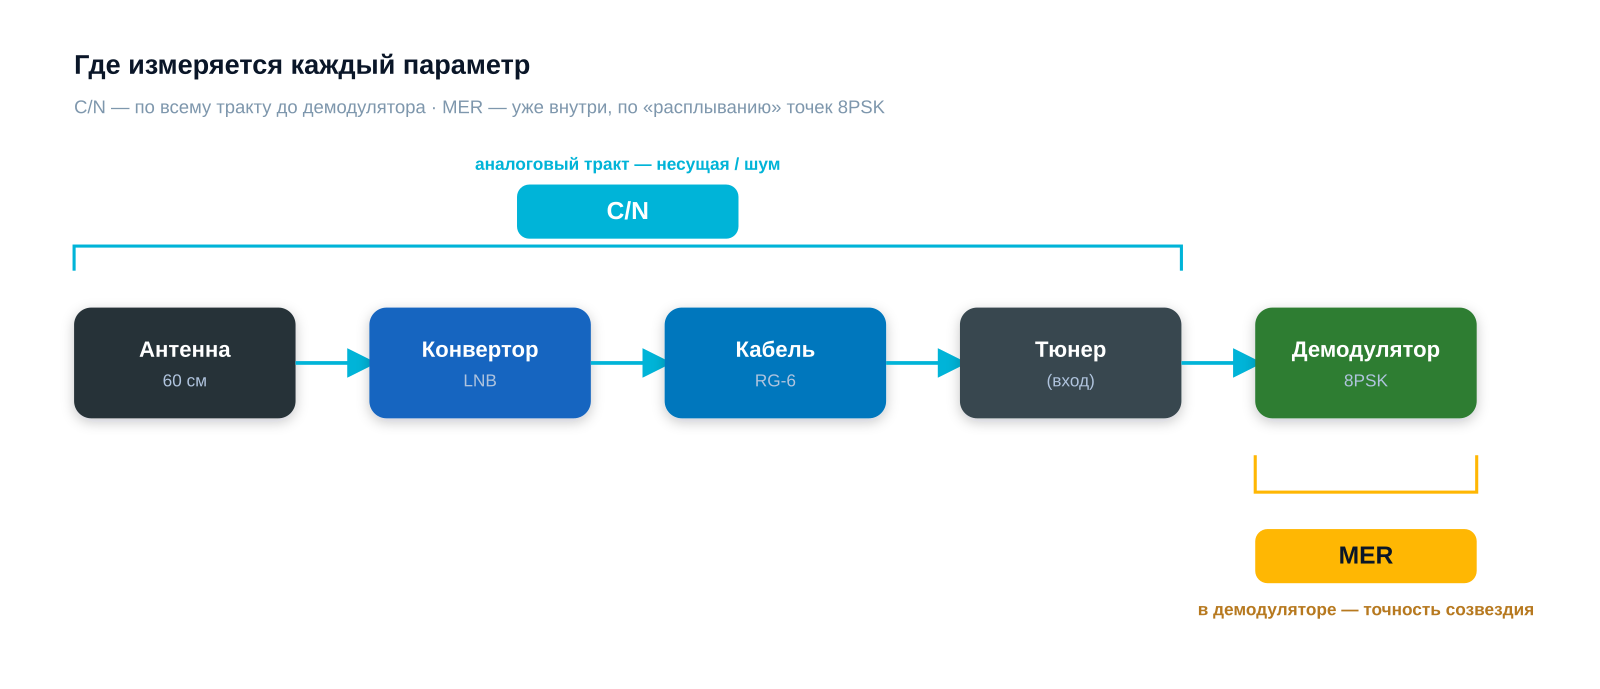 Где измеряется каждый параметр
C/N — по всему тракту до демодулятора · MER — уже внутри, по «расплыванию» точек 8PSK
аналоговый тракт — несущая / шум
C/N
Антенна
60 см
Конвертор
LNB
Кабель
RG-6
Тюнер
(вход)
Демодулятор
8PSK
MER
в демодуляторе — точность созвездия